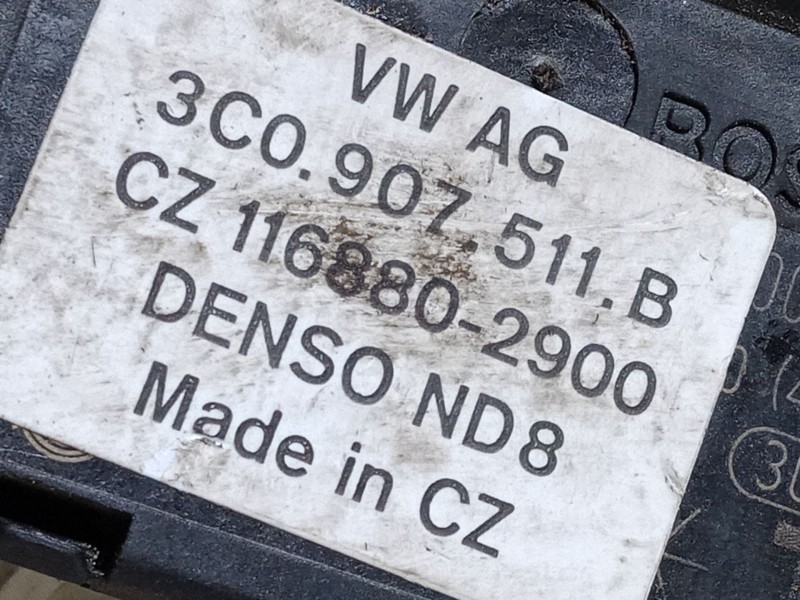 VW AG
3C0.907.511.B
CZ 116880-2900
DENSO ND8
Made in CZ